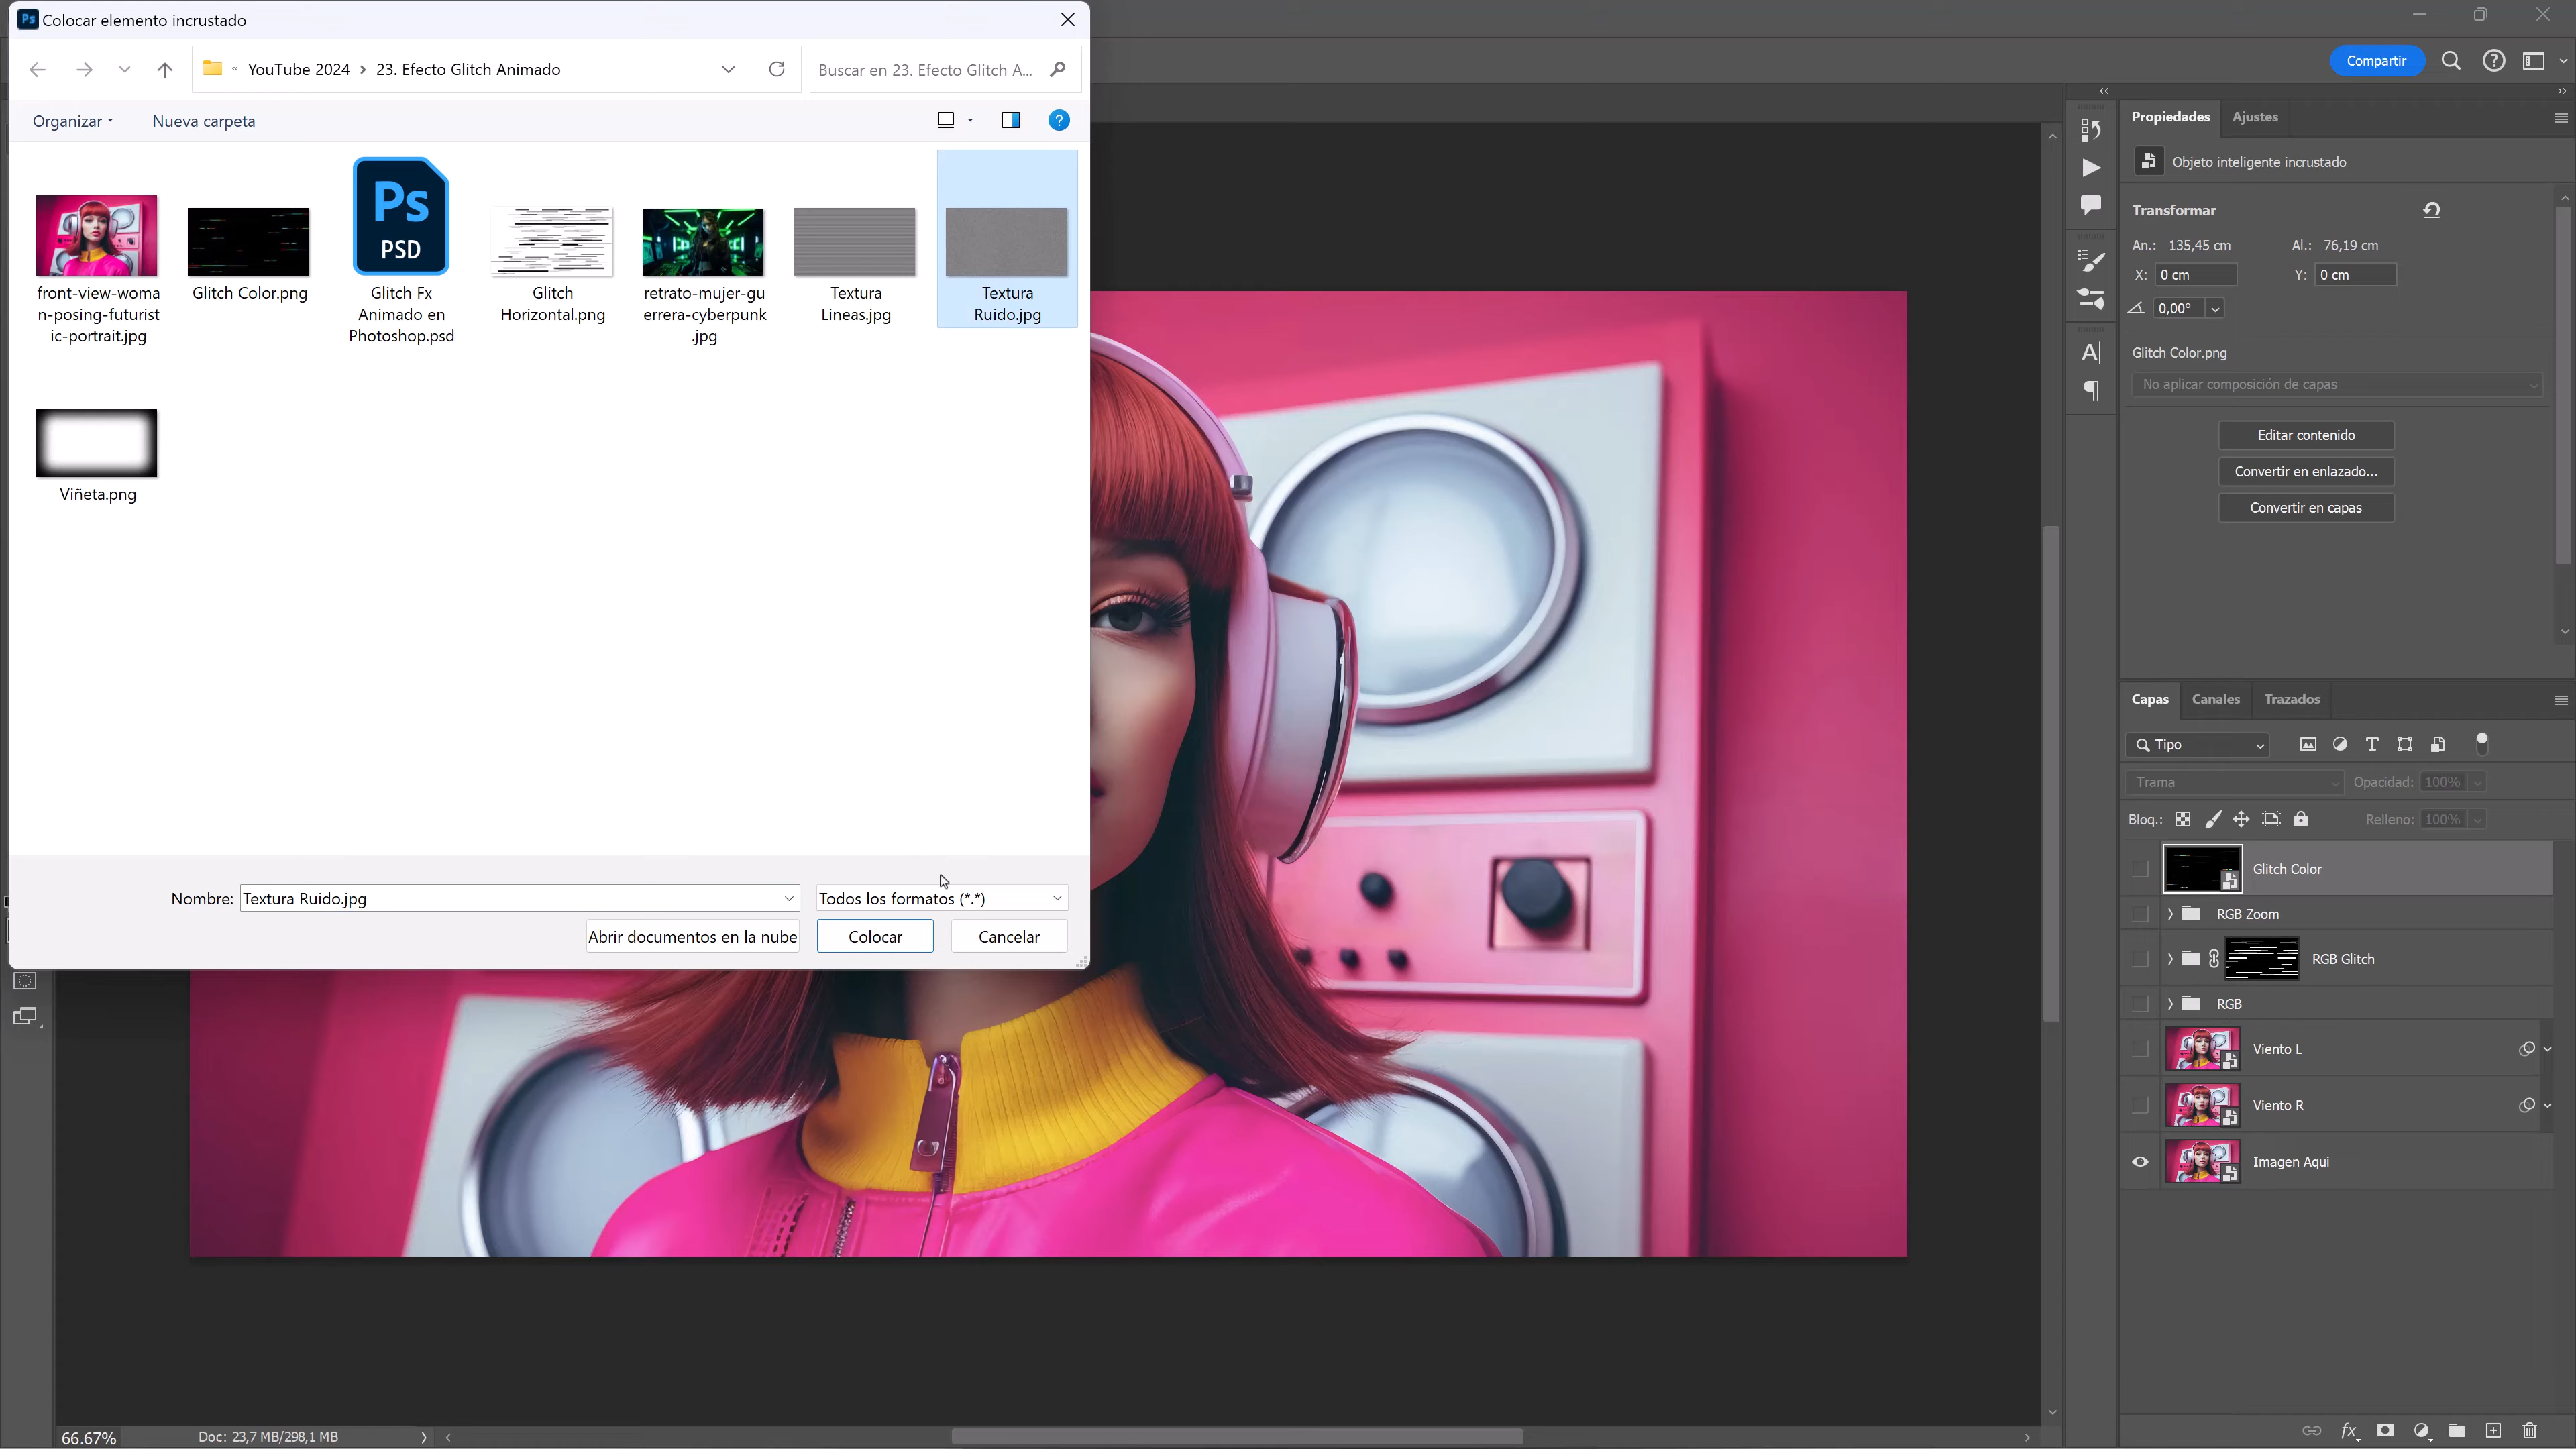 Ps Colocar elemento incrustado
« YouTube 2024 > 23. Efecto Glitch Animado
Buscar en 23. Efecto Glitch A...
Organizar
Nueva carpeta
?
front-view-woma
n-posing-futurist
ic-portrait.jpg
Glitch Color.png
Ps
PSD
Glitch Fx
Animado en
Photoshop.psd
Glitch
Horizontal.png
retrato-mujer-gu
errera-cyberpunk
.jpg
Textura
Lineas.jpg
Textura
Ruido.jpg
Viñeta.png
Nombre: Textura Ruido.jpg
Todos los formatos (*.*)
Abrir documentos en la nube
Colocar
Cancelar
Compartir
Propiedades
Ajustes
Objeto inteligente incrustado
Transformar
An.: 135,45 cm
Al.: 76,19 cm
X: 0 cm
Y: 0 cm
0,00°
Glitch Color.png
No aplicar composición de capas
Editar contenido
Convertir en enlazado...
Convertir en capas
Capas
Canales
Trazados
Tipo
Trama
Opacidad: 100%
Bloq.:
Relleno: 100%
Glitch Color
RGB Zoom
RGB Glitch
RGB
Viento L
Viento R
Imagen Aqui
66.67%
Doc: 23,7 MB/298,1 MB
fx